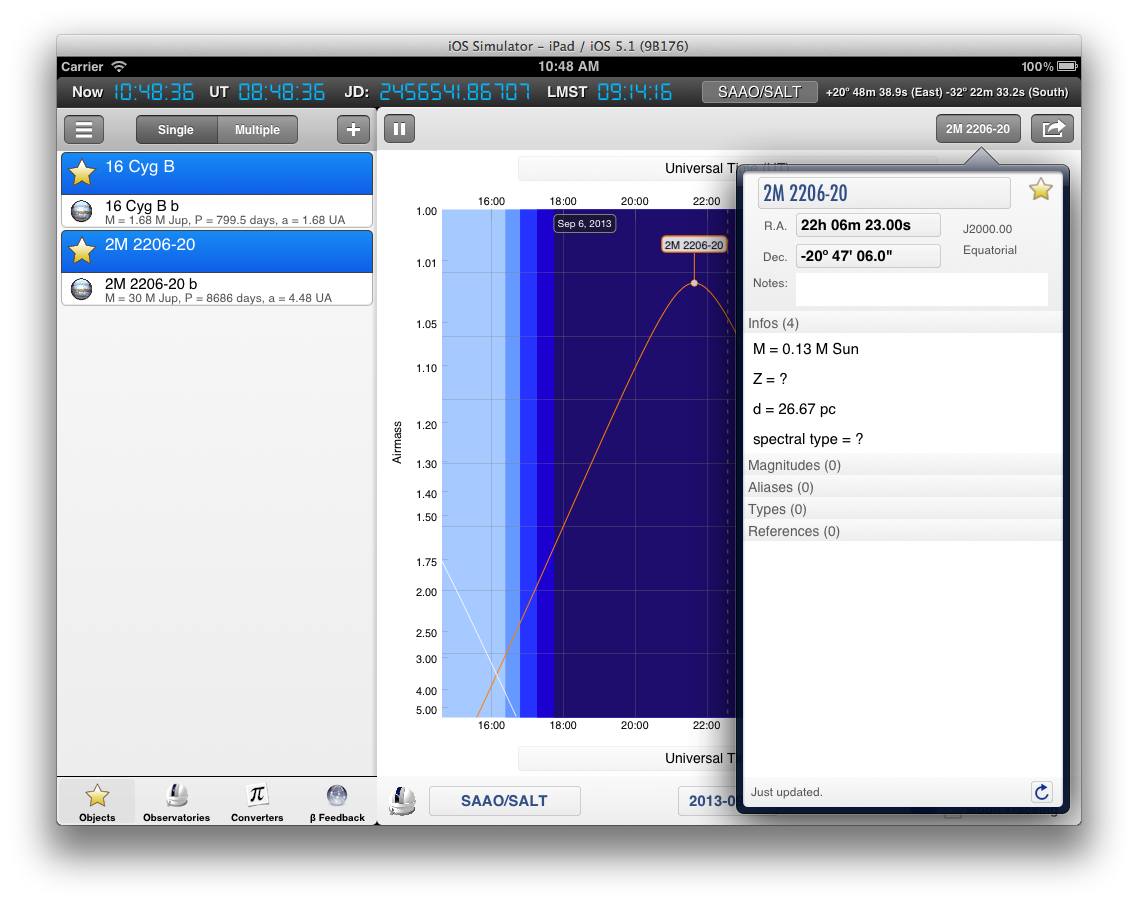 iOS Simulator – iPad / iOS 5.1 (9B176)
Carrier 10:48 AM 100%
Now 10:48:36 UT 08:48:36 JD: 2456541.86707 LMST 09:14:16 SAAO/SALT +20º 48m 38.9s (East) -32º 22m 33.2s (South)
Single Multiple + 2M 2206-20
16 Cyg B
16 Cyg B b
M = 1.68 M Jup, P = 799.5 days, a = 1.68 UA
2M 2206-20
2M 2206-20 b
M = 30 M Jup, P = 8686 days, a = 4.48 UA
Universal Time (UT)
16:00 18:00 20:00 22:00
Sep 6, 2013
2M 2206-20
Airmass
1.00
1.01
1.05
1.10
1.20
1.30
1.40
1.50
1.75
2.00
2.50
3.00
4.00
5.00
16:00 18:00 20:00 22:00
Universal T
2M 2206-20
R.A. 22h 06m 23.00s J2000.00
Dec. -20º 47' 06.0" Equatorial
Notes:
Infos (4)
M = 0.13 M Sun
Z = ?
d = 26.67 pc
spectral type = ?
Magnitudes (0)
Aliases (0)
Types (0)
References (0)
Just updated.
SAAO/SALT 2013-0
Objects Observatories Converters β Feedback